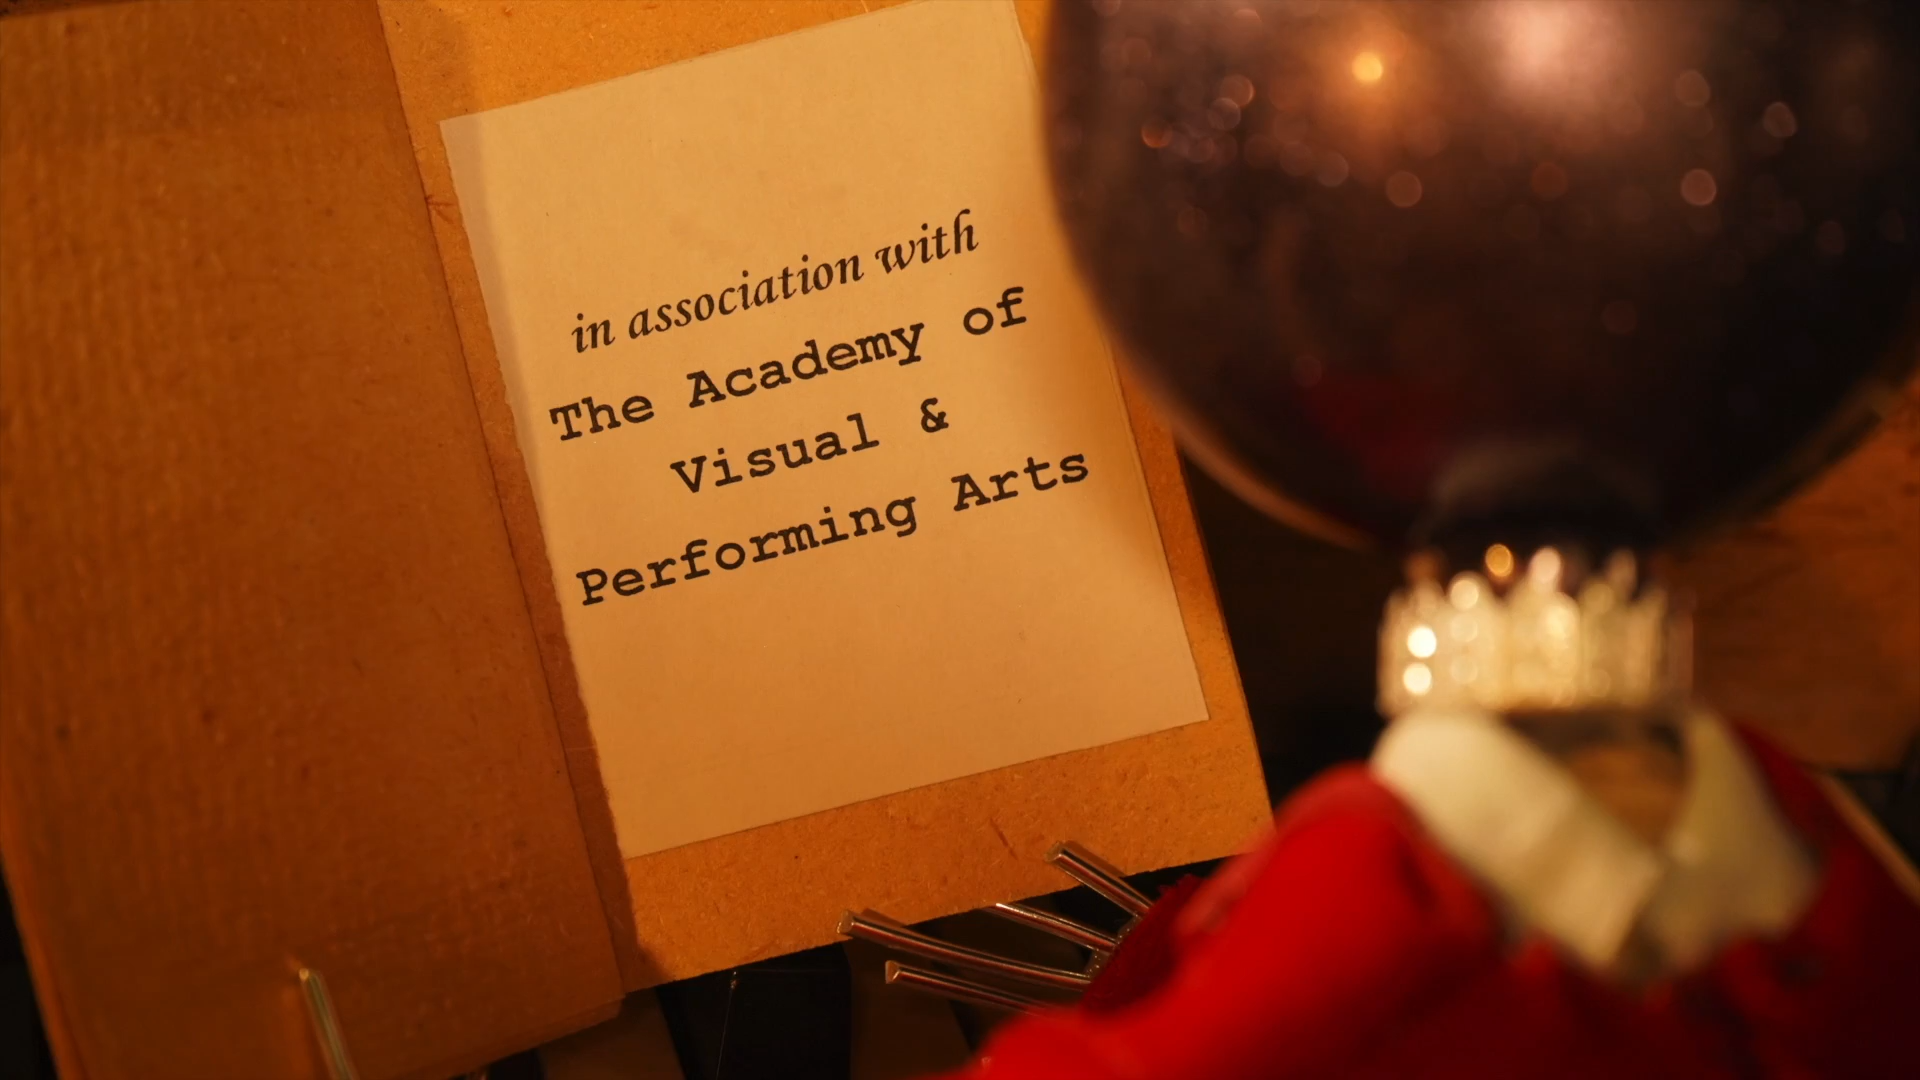 in association with
The Academy of
Visual &
Performing Arts